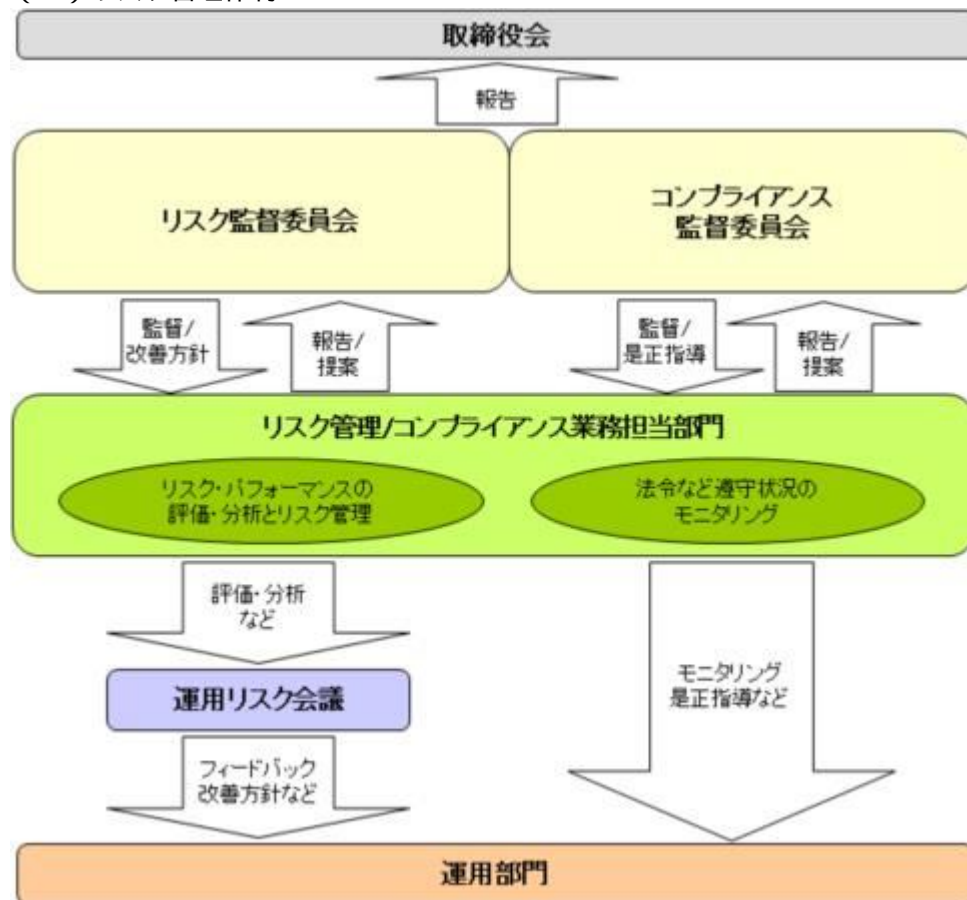 取締役会
報告
リスク監督委員会
コンプライアンス
監督委員会
監督/
改善方針
報告/
提案
監督/
是正指導
報告/
提案
リスク管理/コンプライアンス業務担当部門
リスク・パフォーマンスの
評価・分析とリスク管理
法令など遵守状況の
モニタリング
評価・分析
など
運用リスク会議
モニタリング
是正指導など
フィードバック
改善方針など
運用部門